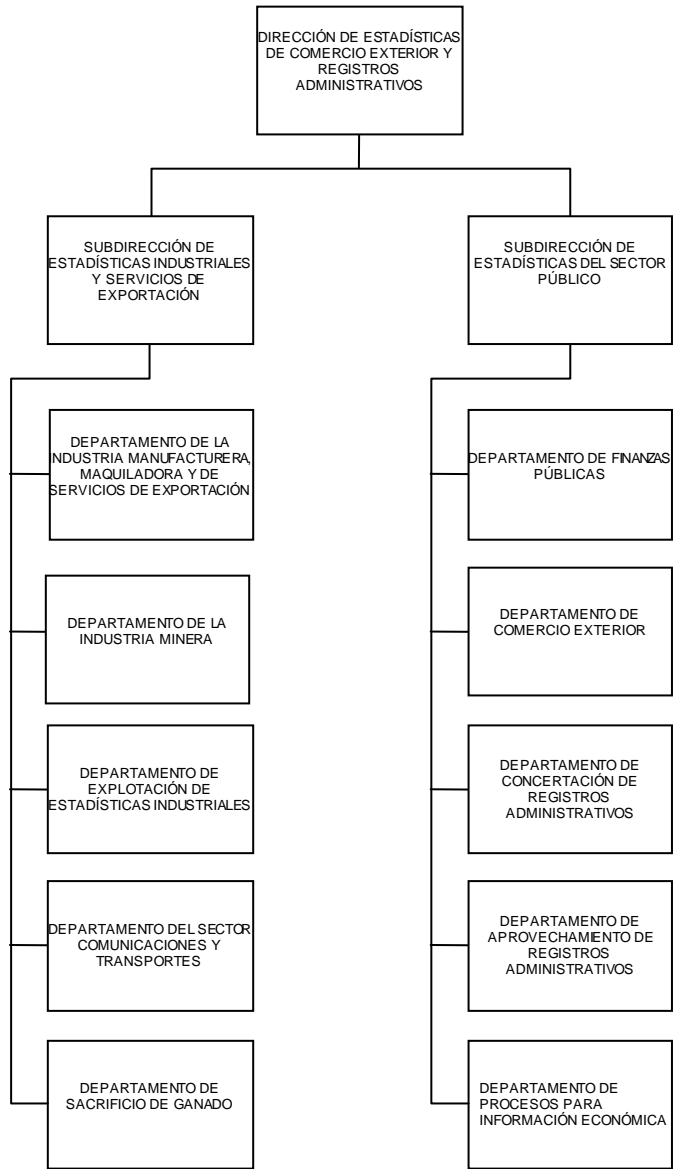 DIRECCIÓN DE ESTADÍSTICAS
DE COMERCIO EXTERIOR Y
REGISTROS
ADMINISTRATIVOS
SUBDIRECCIÓN DE
ESTADÍSTICAS INDUSTRIALES
Y SERVICIOS DE
EXPORTACIÓN
DEPARTAMENTO DE LA
INDUSTRIA MANUFACTURERA,
MAQUILADORA Y DE
SERVICIOS DE EXPORTACIÓN
DEPARTAMENTO DE LA
INDUSTRIA MINERA
DEPARTAMENTO DE
EXPLOTACIÓN DE
ESTADÍSTICAS INDUSTRIALES
DEPARTAMENTO DEL SECTOR
COMUNICACIONES Y
TRANSPORTES
DEPARTAMENTO DE
SACRIFICIO DE GANADO
SUBDIRECCIÓN DE
ESTADÍSTICAS DEL SECTOR
PÚBLICO
DEPARTAMENTO DE FINANZAS
PÚBLICAS
DEPARTAMENTO DE
COMERCIO EXTERIOR
DEPARTAMENTO DE
CONCERTACIÓN DE
REGISTROS
ADMINISTRATIVOS
DEPARTAMENTO DE
APROVECHAMIENTO DE
REGISTROS
ADMINISTRATIVOS
DEPARTAMENTO DE
PROCESOS PARA
INFORMACIÓN ECONÓMICA